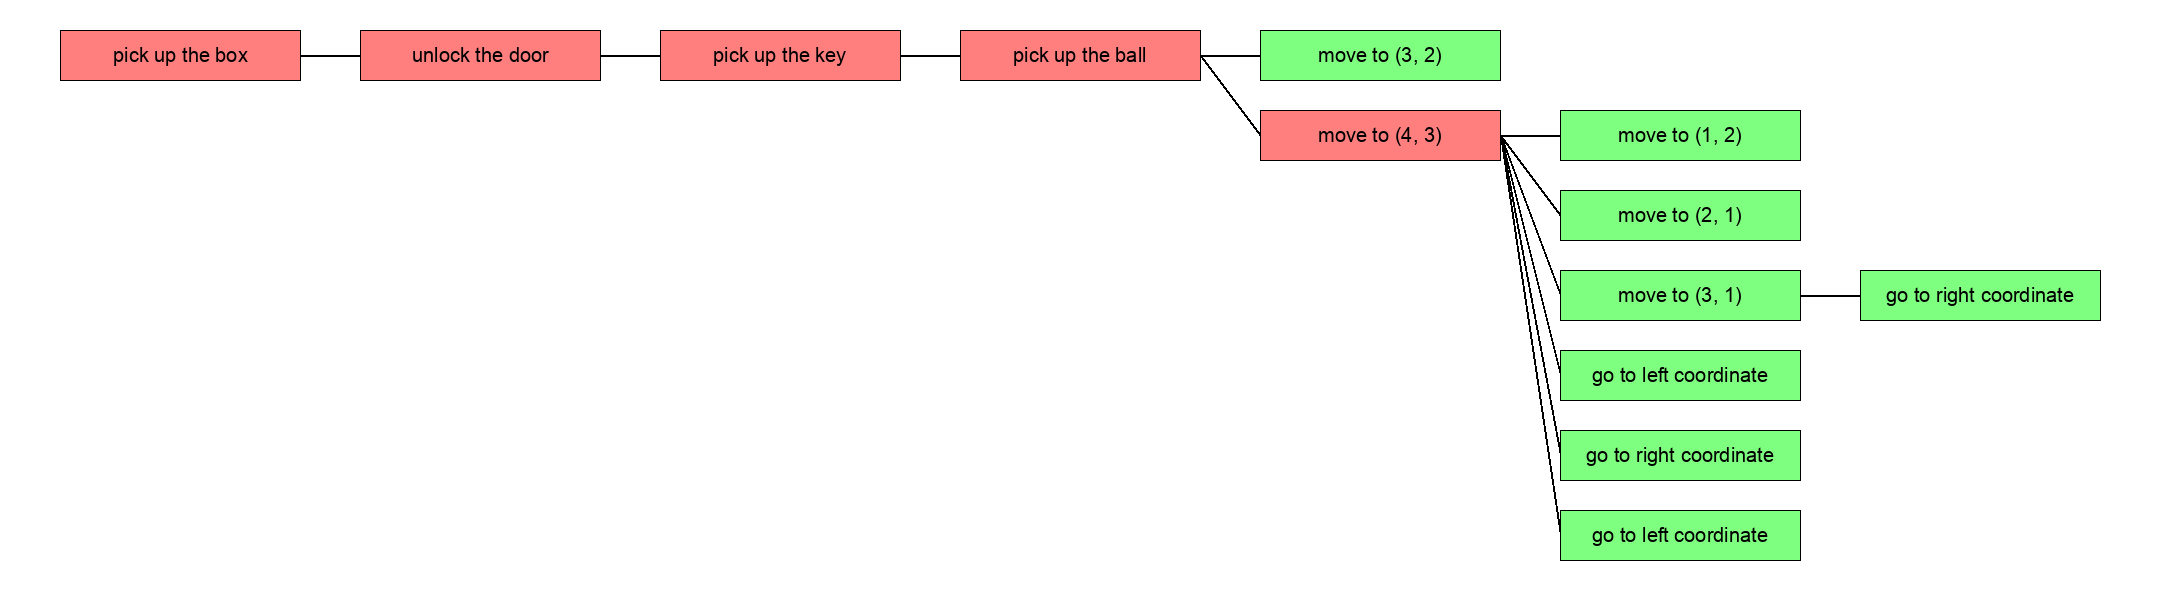 pick up the box
unlock the door
pick up the key
pick up the ball
move to (3, 2)
move to (4, 3)
move to (1, 2)
move to (2, 1)
move to (3, 1)
go to right coordinate
go to left coordinate
go to right coordinate
go to left coordinate